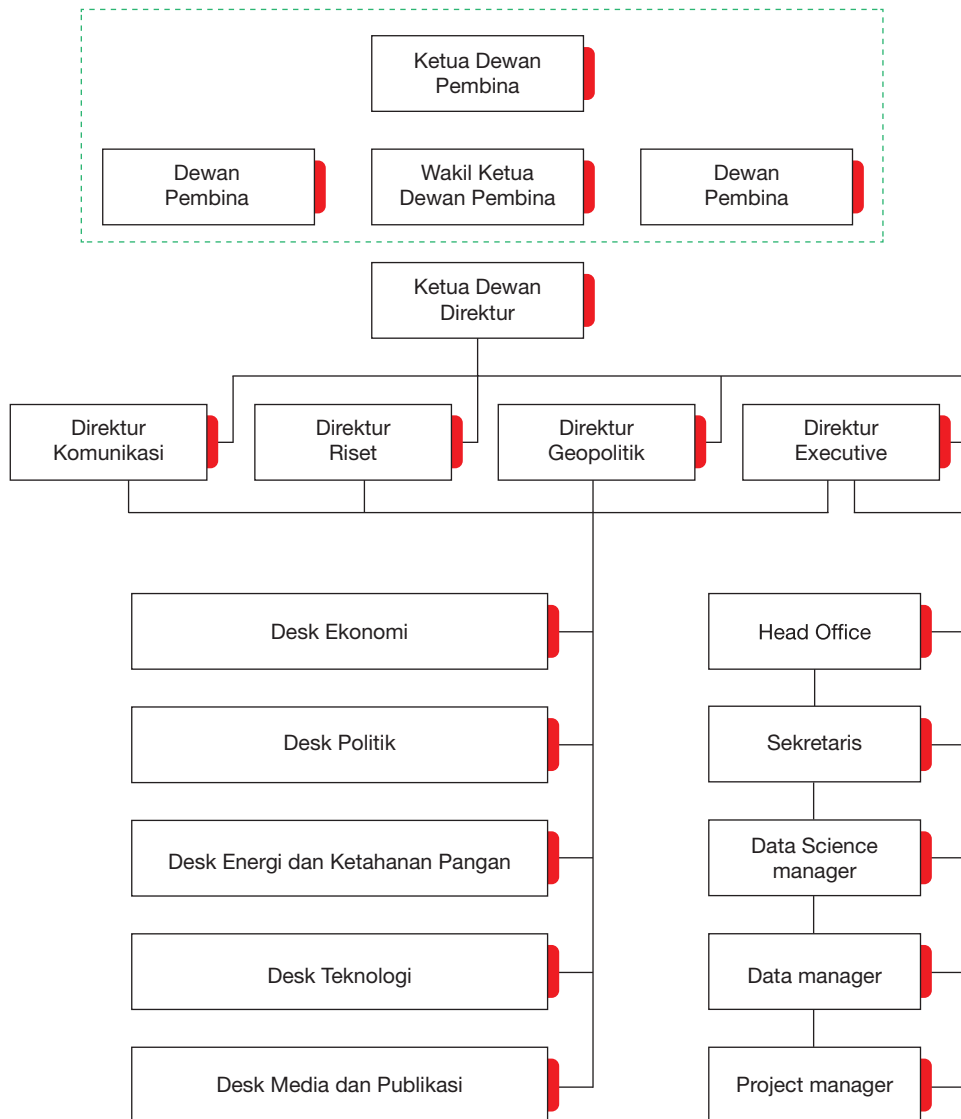 Ketua Dewan
Pembina
Dewan
Pembina
Wakil Ketua
Dewan Pembina
Dewan
Pembina
Ketua Dewan
Direktur
Direktur
Komunikasi
Direktur
Riset
Direktur
Geopolitik
Direktur
Executive
Desk Ekonomi
Desk Politik
Desk Energi dan Ketahanan Pangan
Desk Teknologi
Desk Media dan Publikasi
Head Office
Sekretaris
Data Science
manager
Data manager
Project manager